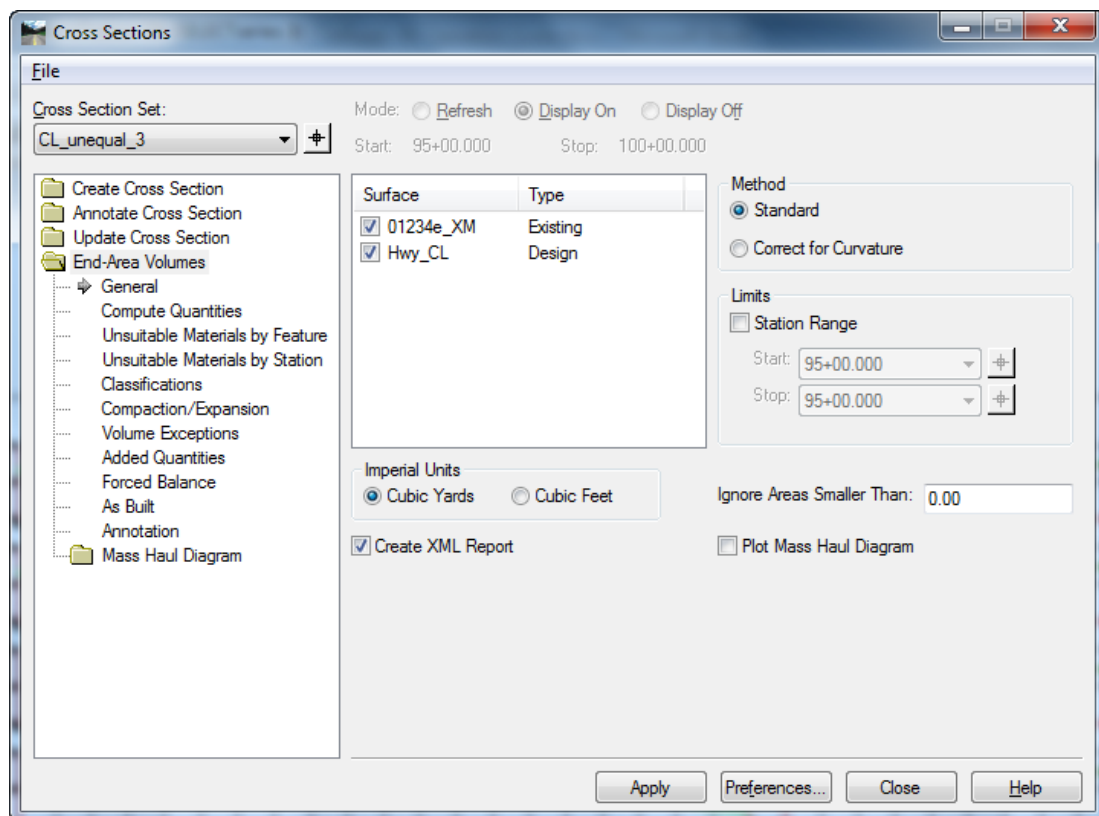 Cross Sections
File
Cross Section Set:
CL_unequal_3
Mode: Refresh Display On Display Off
Start: 95+00.000 Stop: 100+00.000
Create Cross Section
Annotate Cross Section
Update Cross Section
End-Area Volumes
General
Compute Quantities
Unsuitable Materials by Feature
Unsuitable Materials by Station
Classifications
Compaction/Expansion
Volume Exceptions
Added Quantities
Forced Balance
As Built
Annotation
Mass Haul Diagram
Surface Type
01234e_XM Existing
Hwy_CL Design
Method
Standard
Correct for Curvature
Limits
Station Range
Start: 95+00.000
Stop: 95+00.000
Imperial Units
Cubic Yards Cubic Feet
Ignore Areas Smaller Than: 0.00
Create XML Report
Plot Mass Haul Diagram
Apply Preferences... Close Help